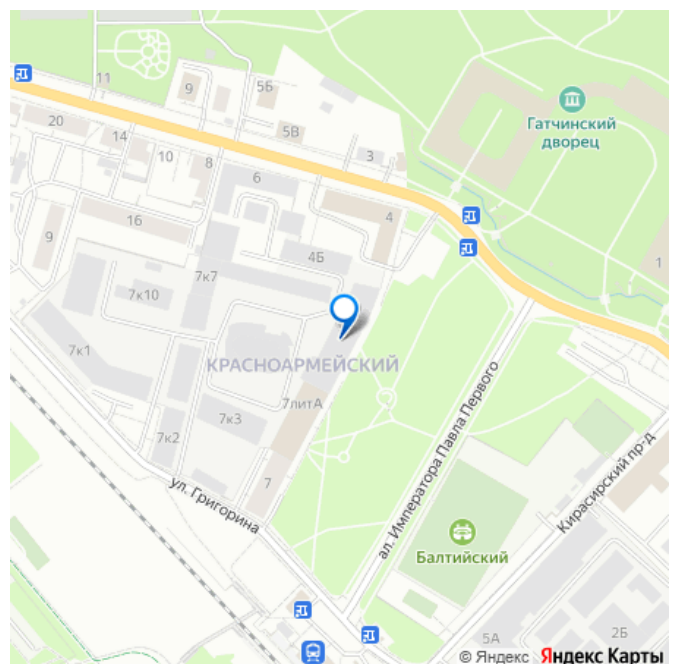 11
9
5Б
Гатчинский
дворец
20
14
5В
10
8
3
6
16
4
9
4Б
1
7к7
7к10
7к1
КРАСНОАРМЕЙСКИЙ
7литА
7к3
7к2
ал. Императора Павла Первого
7
ул. Григорина
Кирасирский пр-д
Балтийский
5А
2Б
© Яндекс Яндекс Карты